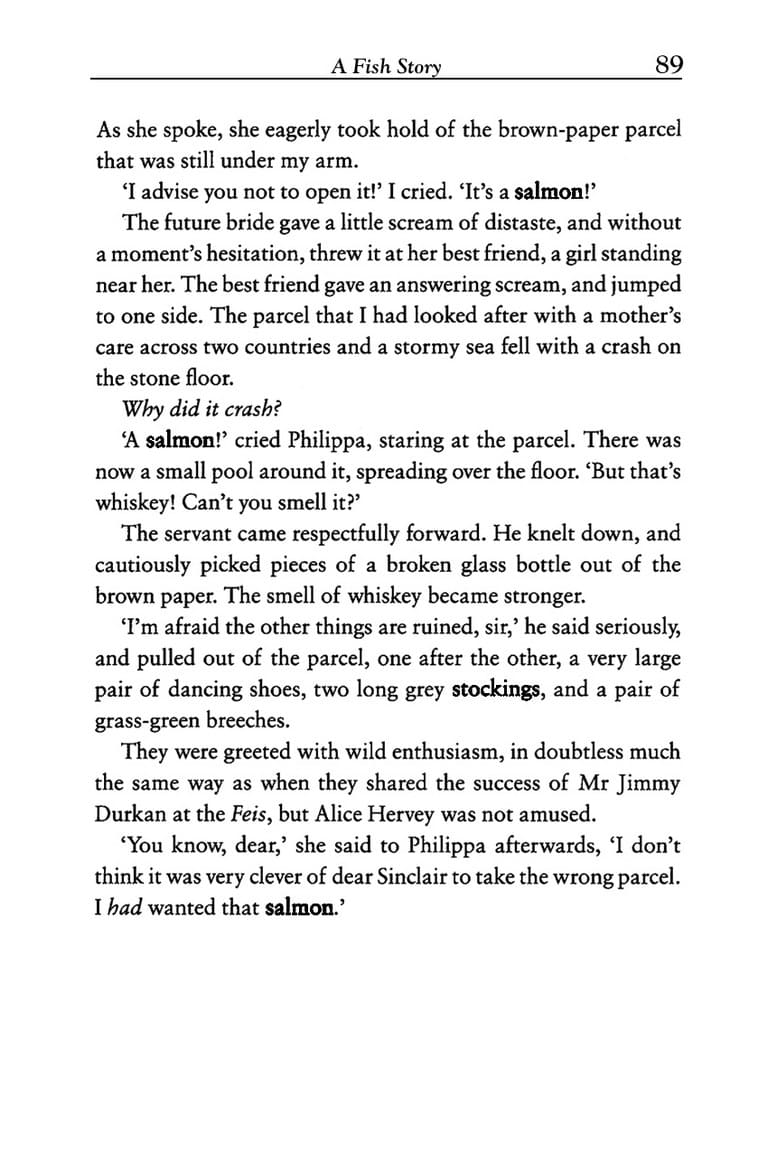 A Fish Story 89
As she spoke, she eagerly took hold of the brown-paper parcel
that was still under my arm.
‘I advise you not to open it!’ I cried. ‘It’s a salmon!’
The future bride gave a little scream of distaste, and without
a moment’s hesitation, threw it at her best friend, a girl standing
near her. The best friend gave an answering scream, and jumped
to one side. The parcel that I had looked after with a mother’s
care across two countries and a stormy sea fell with a crash on
the stone floor.
Why did it crash?
‘A salmon!’ cried Philippa, staring at the parcel. There was
now a small pool around it, spreading over the floor. ‘But that’s
whiskey! Can’t you smell it?’
The servant came respectfully forward. He knelt down, and
cautiously picked pieces of a broken glass bottle out of the
brown paper. The smell of whiskey became stronger.
‘I’m afraid the other things are ruined, sir,’ he said seriously,
and pulled out of the parcel, one after the other, a very large
pair of dancing shoes, two long grey stockings, and a pair of
grass-green breeches.
They were greeted with wild enthusiasm, in doubtless much
the same way as when they shared the success of Mr Jimmy
Durkan at the Feis, but Alice Hervey was not amused.
‘You know, dear,’ she said to Philippa afterwards, ‘I don’t
think it was very clever of dear Sinclair to take the wrong parcel.
I had wanted that salmon.’